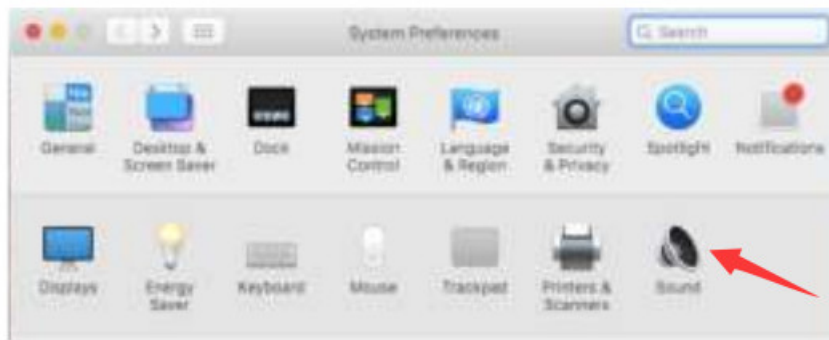 System Preferences
Search
General
Desktop &
Screen Saver
Dock
Mission
Control
Language
& Region
Security
& Privacy
Spotlight
Notifications
Displays
Energy
Saver
Keyboard
Mouse
Trackpad
Printers &
Scanners
Sound